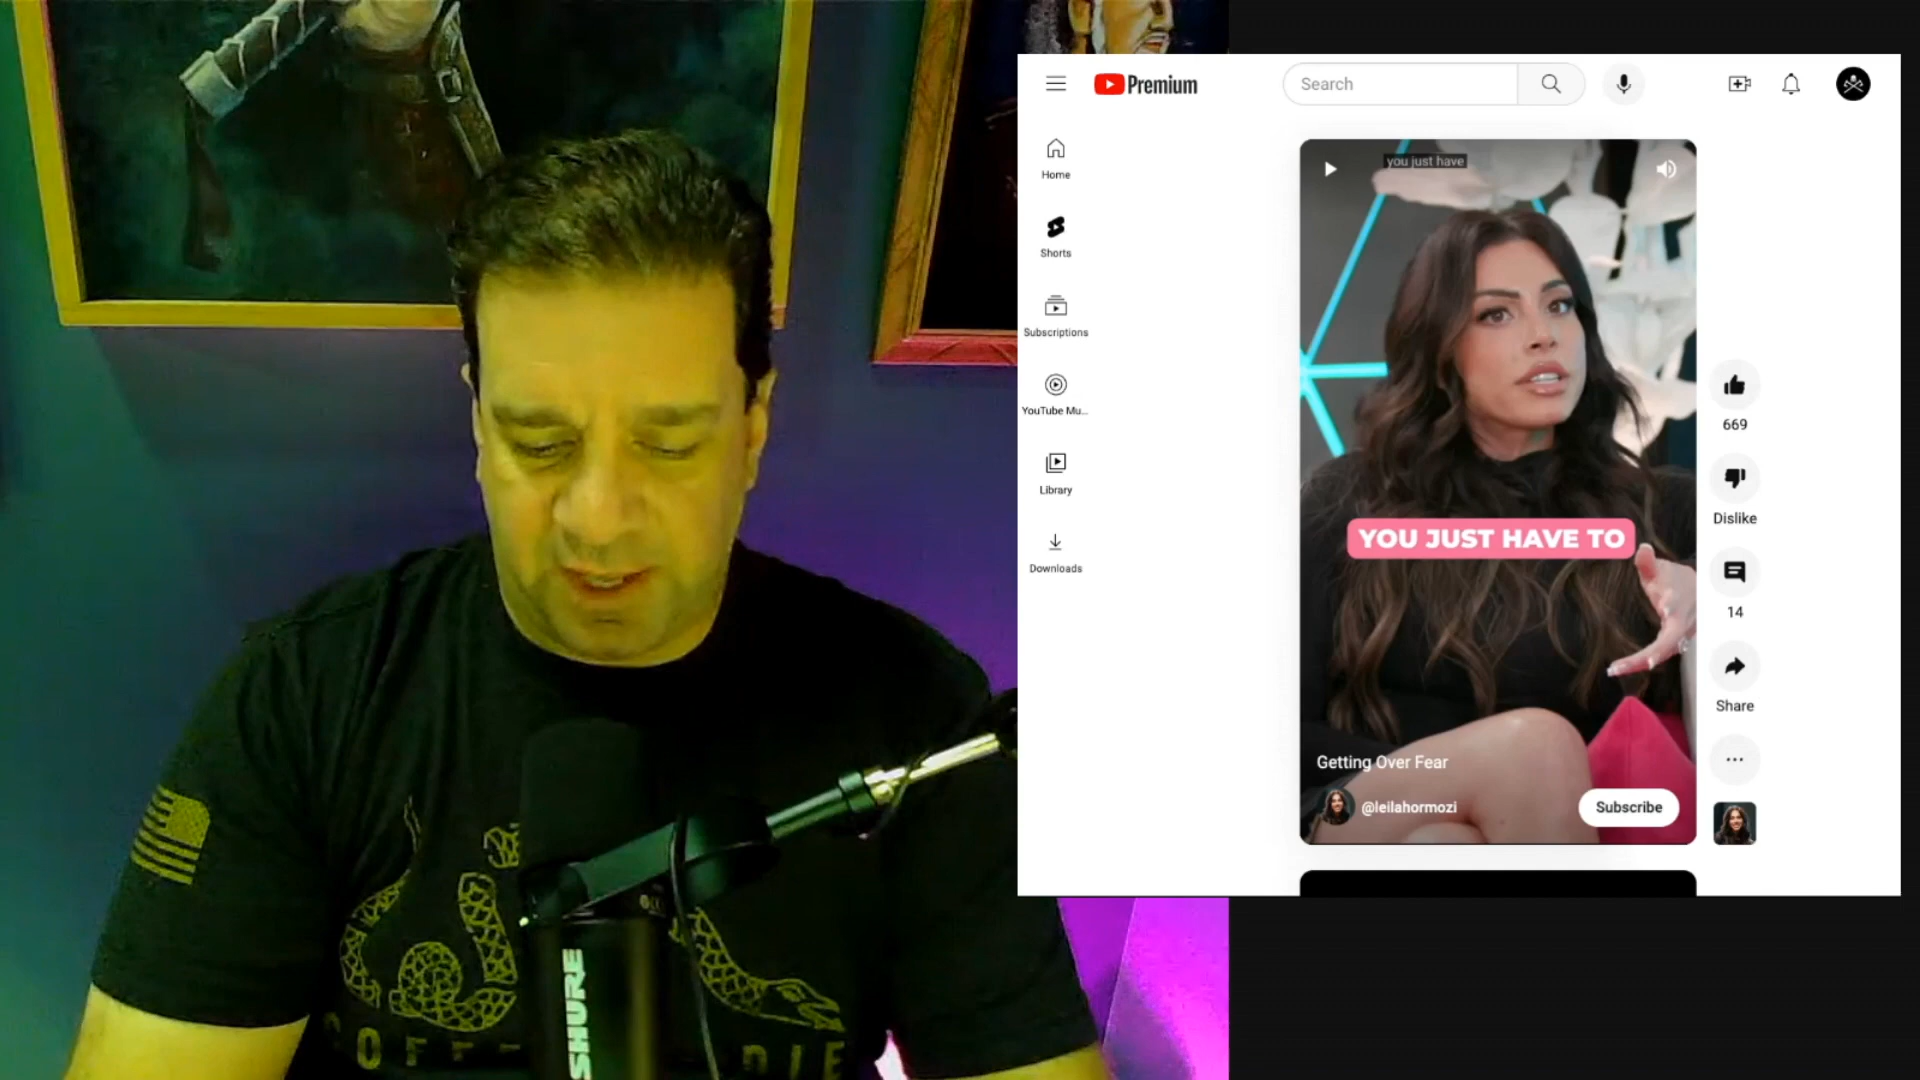 Premium
Search
Home
Shorts
Subscriptions
YouTube Mu...
Library
Downloads
you just have
YOU JUST HAVE TO
Getting Over Fear
@leilahormozi
Subscribe
669
Dislike
14
Share
SHURE